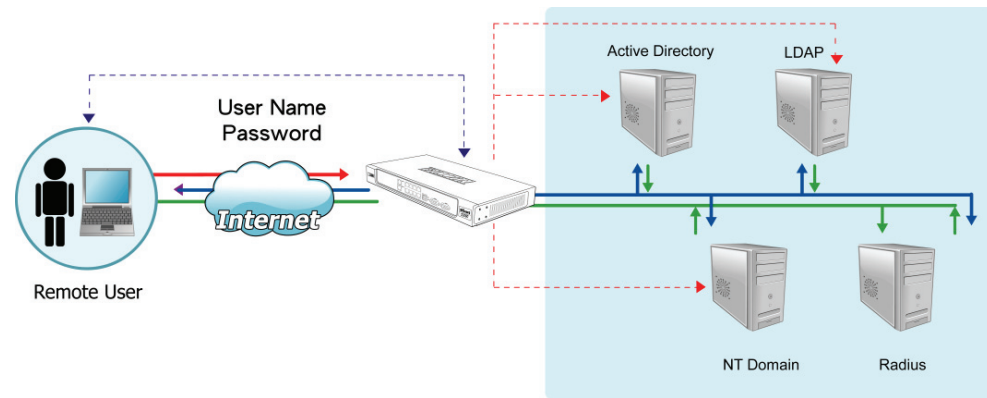 Active Directory
LDAP
User Name
Password
Internet
Remote User
NT Domain
Radius